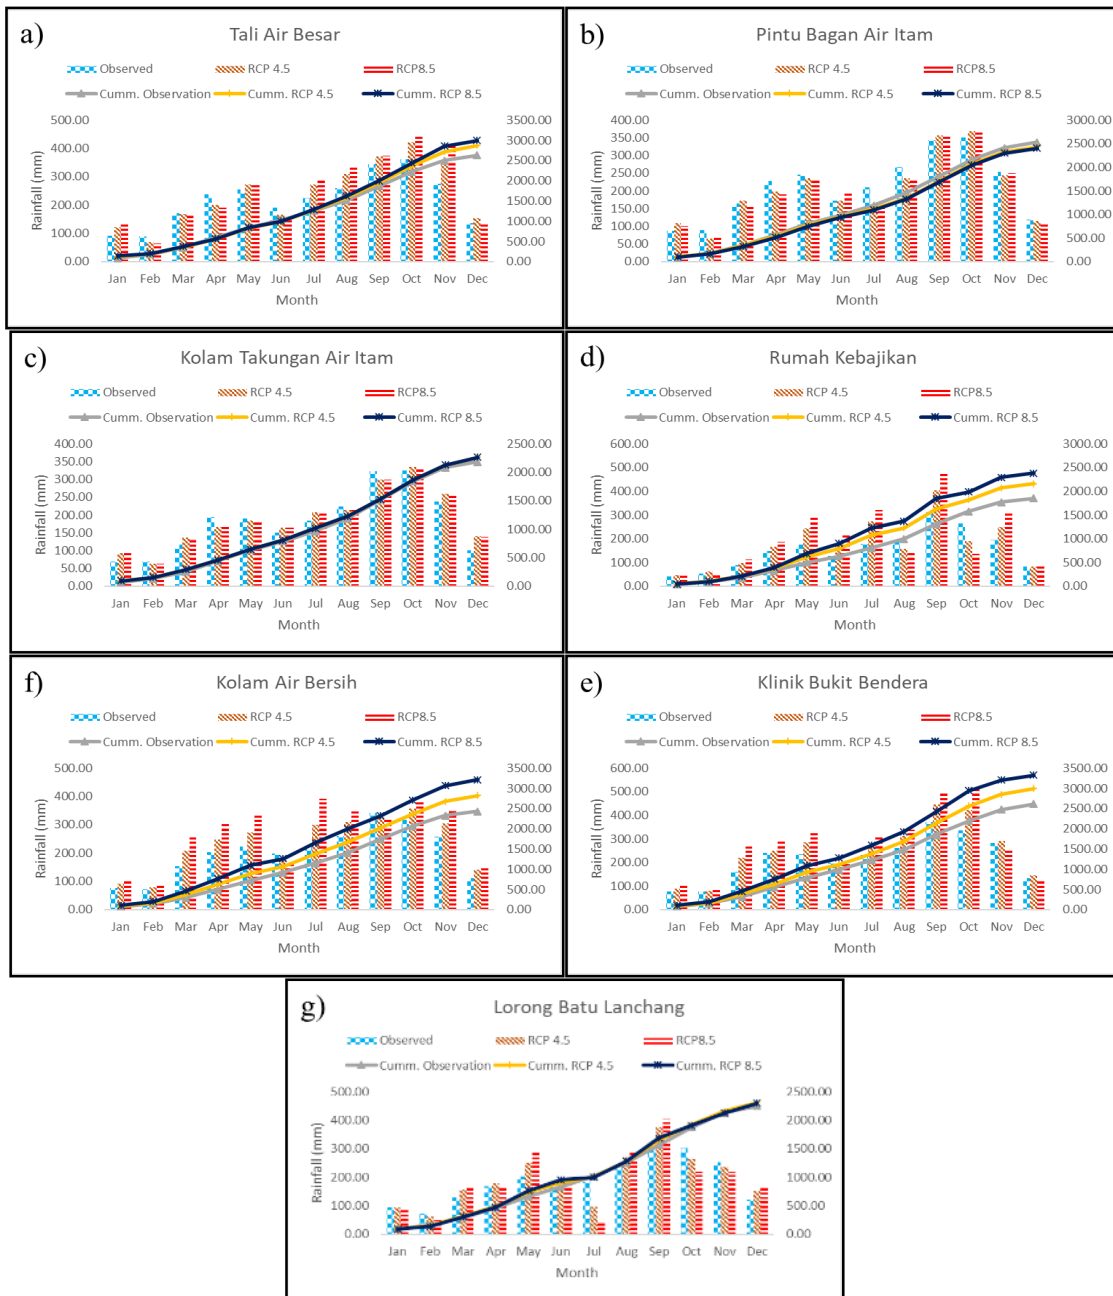 a)
Tali Air Besar
Observed RCP 4.5 RCP8.5
Cumm. Observation Cumm. RCP 4.5 Cumm. RCP 8.5
Rainfall (mm)
500.00
400.00
300.00
200.00
100.00
0.00
3500.00
3000.00
2500.00
2000.00
1500.00
1000.00
500.00
0.00
Jan Feb Mar Apr May Jun Jul Aug Sep Oct Nov Dec
Month
b)
Pintu Bagan Air Itam
Observed RCP 4.5 RCP8.5
Cumm. Observation Cumm. RCP 4.5 Cumm. RCP 8.5
Rainfall (mm)
400.00
350.00
300.00
250.00
200.00
150.00
100.00
50.00
0.00
3000.00
2500.00
2000.00
1500.00
1000.00
500.00
0.00
Jan Feb Mar Apr May Jun Jul Aug Sep Oct Nov Dec
Month
c)
Kolam Takungan Air Itam
Observed RCP 4.5 RCP8.5
Cumm. Observation Cumm. RCP 4.5 Cumm. RCP 8.5
Rainfall (mm)
400.00
350.00
300.00
250.00
200.00
150.00
100.00
50.00
0.00
2500.00
2000.00
1500.00
1000.00
500.00
0.00
Jan Feb Mar Apr May Jun Jul Aug Sep Oct Nov Dec
Month
d)
Rumah Kebajikan
Observed RCP 4.5 RCP8.5
Cumm. Observation Cumm. RCP 4.5 Cumm. RCP 8.5
Rainfall (mm)
600.00
500.00
400.00
300.00
200.00
100.00
0.00
3000.00
2500.00
2000.00
1500.00
1000.00
500.00
0.00
Jan Feb Mar Apr May Jun Jul Aug Sep Oct Nov Dec
Month
f)
Kolam Air Bersih
Observed RCP 4.5 RCP8.5
Cumm. Observation Cumm. RCP 4.5 Cumm. RCP 8.5
Rainfall (mm)
500.00
400.00
300.00
200.00
100.00
0.00
3500.00
3000.00
2500.00
2000.00
1500.00
1000.00
500.00
0.00
Jan Feb Mar Apr May Jun Jul Aug Sep Oct Nov Dec
Month
e)
Klinik Bukit Bendera
Observed RCP 4.5 RCP8.5
Cumm. Observation Cumm. RCP 4.5 Cumm. RCP 8.5
Rainfall (mm)
600.00
500.00
400.00
300.00
200.00
100.00
0.00
3500.00
3000.00
2500.00
2000.00
1500.00
1000.00
500.00
0.00
Jan Feb Mar Apr May Jun Jul Aug Sep Oct Nov Dec
Month
g)
Lorong Batu Lanchang
Observed RCP 4.5 RCP8.5
Cumm. Observation Cumm. RCP 4.5 Cumm. RCP 8.5
Rainfall (mm)
500.00
400.00
300.00
200.00
100.00
0.00
2500.00
2000.00
1500.00
1000.00
500.00
0.00
Jan Feb Mar Apr May Jun Jul Aug Sep Oct Nov Dec
Month